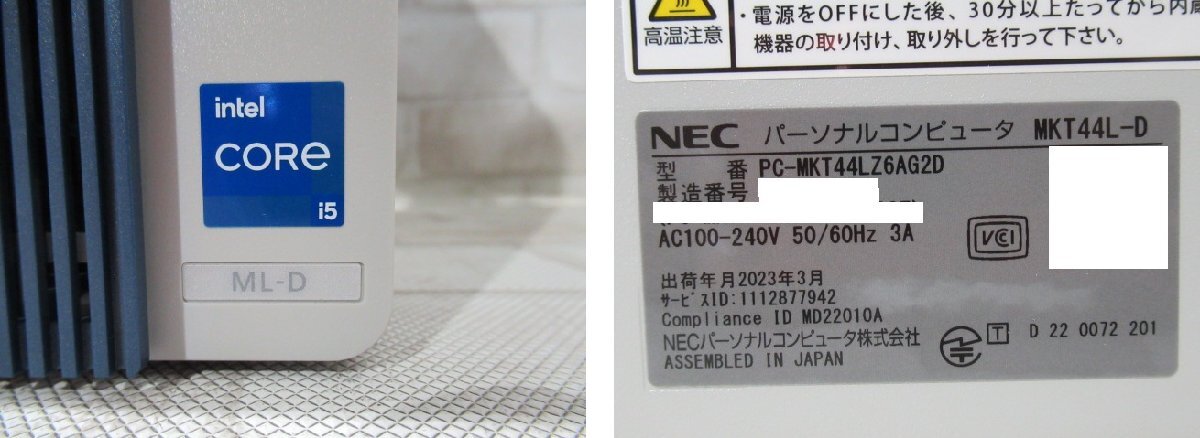 intel
CORE
i5
ML-D
・電源をOFFにした後、30分以上たってから内蔵
高温注意
機器の取り付け、取り外しを行って下さい。
NEC パーソナルコンピュータ MKT44L-D
型 番 PC-MKT44LZ6AG2D
製造番号
AC100-240V 50/60Hz 3A
VCI
出荷年月2023年3月
サービスID:1112877942
Compliance ID MD22010A
NECパーソナルコンピュータ株式会社
T D 22 0072 201
ASSEMBLED IN JAPAN